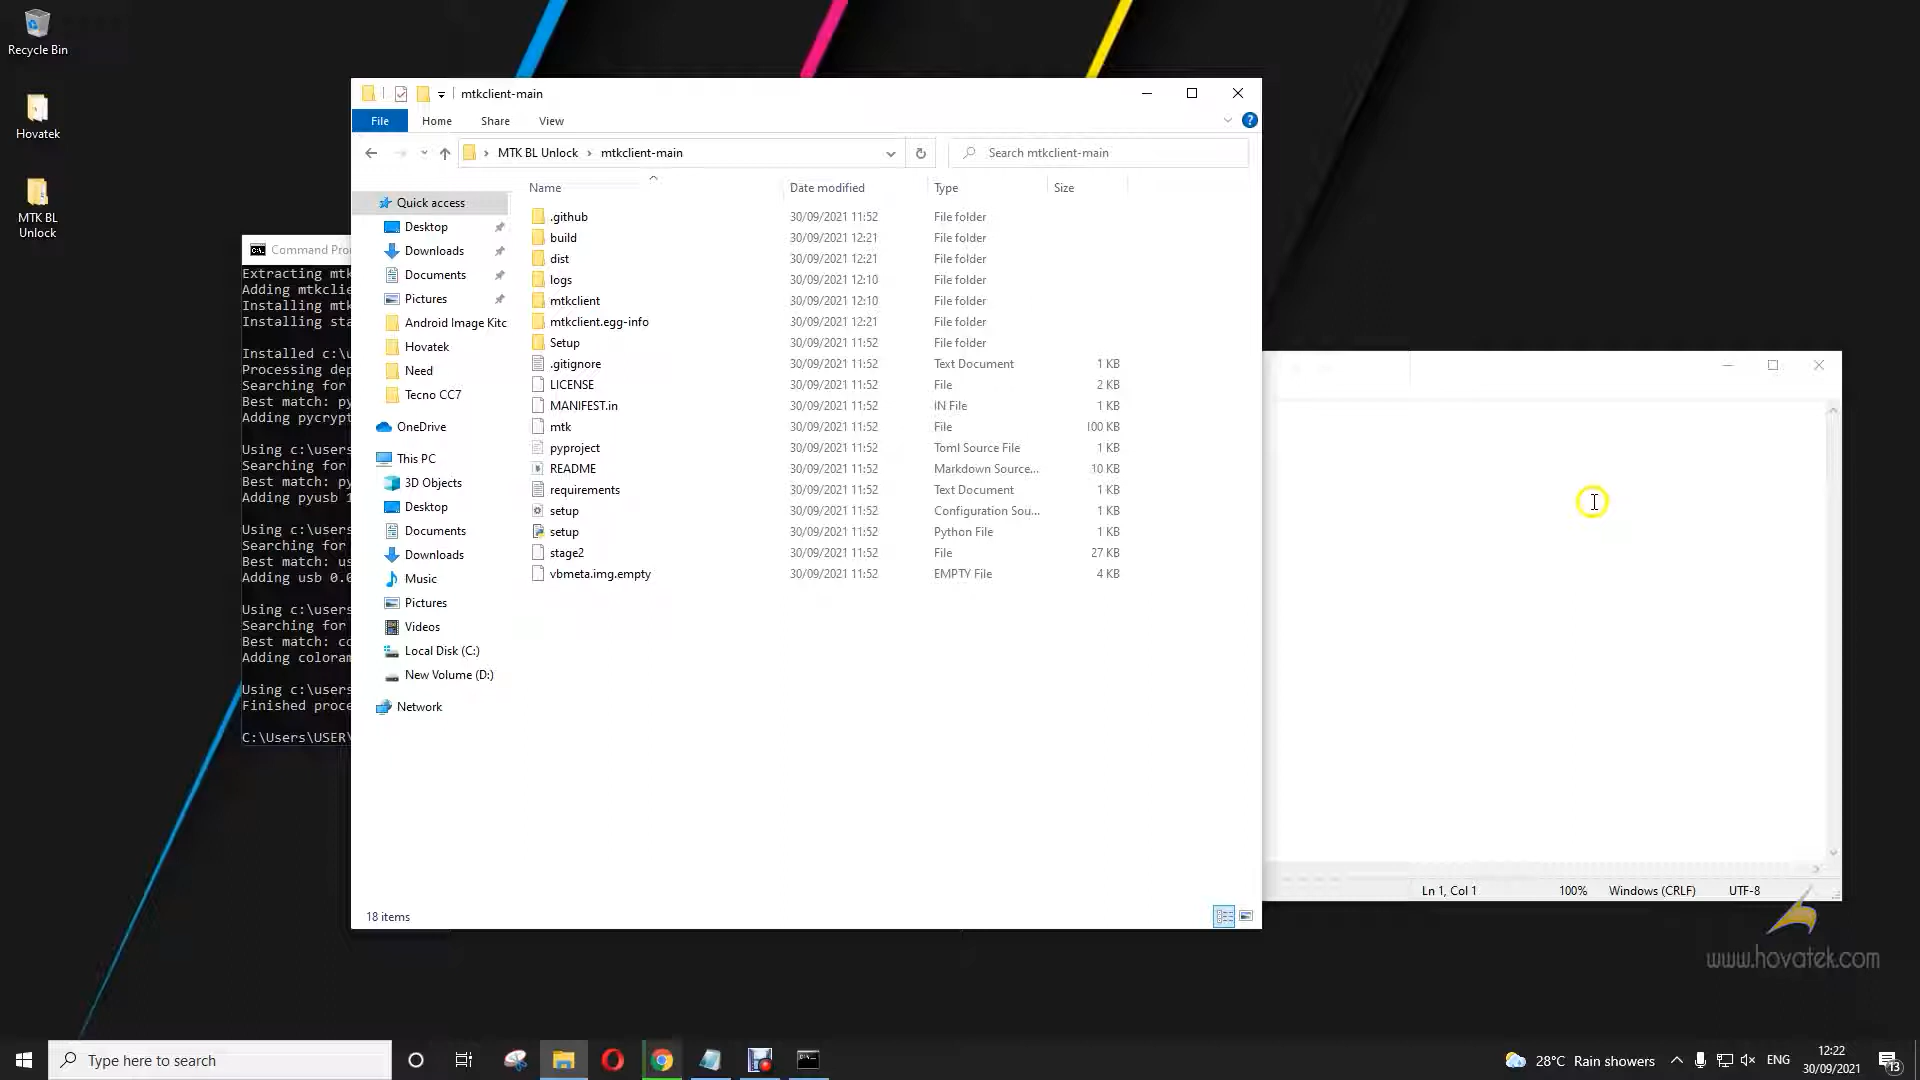 Recycle Bin
Hovatek
MTK BL
Unlock
Command Pro
Extracting mtk
Adding mtkclie
Installing mtk
Installing sta
Installed c:\u
Processing dep
Searching for
Best match: py
Adding pycrypt
Using c:\users
Searching for
Best match: py
Adding pyusb 1
Using c:\users
Searching for
Best match: us
Adding usb 0.0
Using c:\users
Searching for
Best match: co
Adding coloram
Using c:\users
Finished proce
C:\Users\USER\
mtkclient-main
File Home Share View
MTK BL Unlock › mtkclient-main
Search mtkclient-main
Quick access
Desktop
Downloads
Documents
Pictures
Android Image Kitc
Hovatek
Need
Tecno CC7
OneDrive
This PC
3D Objects
Desktop
Documents
Downloads
Music
Pictures
Videos
Local Disk (C:)
New Volume (D:)
Network
Name Date modified Type Size
.github 30/09/2021 11:52 File folder
build 30/09/2021 12:21 File folder
dist 30/09/2021 12:21 File folder
logs 30/09/2021 12:10 File folder
mtkclient 30/09/2021 12:10 File folder
mtkclient.egg-info 30/09/2021 12:21 File folder
Setup 30/09/2021 11:52 File folder
.gitignore 30/09/2021 11:52 Text Document 1 KB
LICENSE 30/09/2021 11:52 File 2 KB
MANIFEST.in 30/09/2021 11:52 IN File 1 KB
mtk 30/09/2021 11:52 File 100 KB
pyproject 30/09/2021 11:52 Toml Source File 1 KB
README 30/09/2021 11:52 Markdown Source... 10 KB
requirements 30/09/2021 11:52 Text Document 1 KB
setup 30/09/2021 11:52 Configuration Sou... 1 KB
setup 30/09/2021 11:52 Python File 1 KB
stage2 30/09/2021 11:52 File 27 KB
vbmeta.img.empty 30/09/2021 11:52 EMPTY File 4 KB
18 items
Ln 1, Col 1 100% Windows (CRLF) UTF-8
www.hovatek.com
Type here to search
28°C Rain showers
ENG
12:22
30/09/2021
13